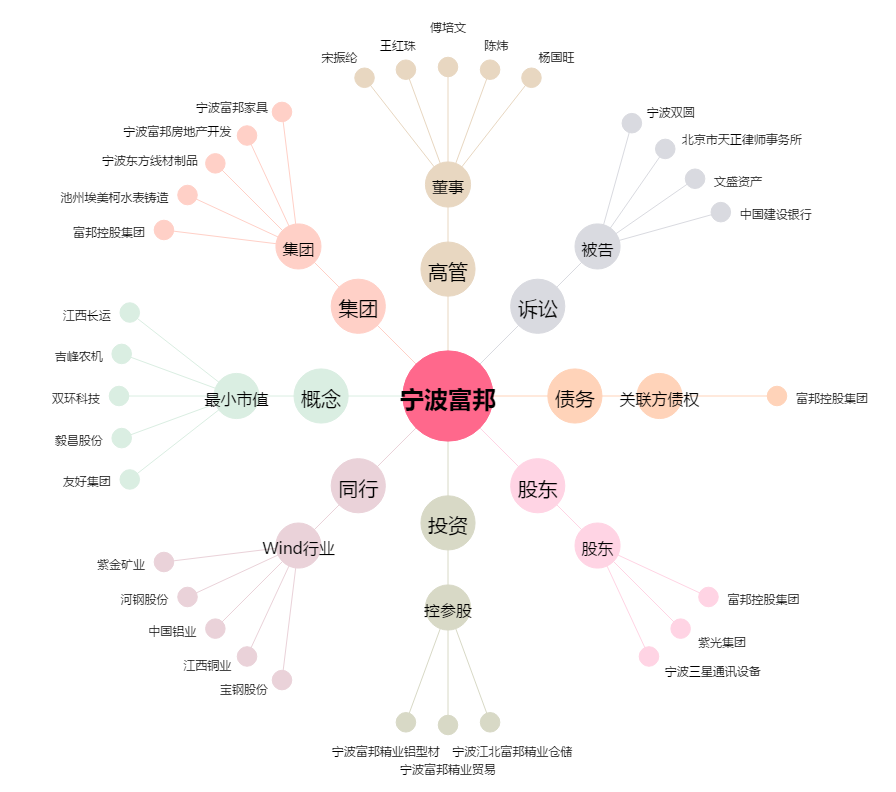 傅培文
王红珠
陈炜
宋振纶
杨国旺
宁波富邦家具
宁波双圆
宁波富邦房地产开发
北京市天正律师事务所
宁波东方线材制品
文盛资产
池州埃美柯水表铸造
董事
中国建设银行
富邦控股集团
集团
被告
高管
集团
诉讼
江西长运
吉峰农机
双环科技
最小市值
概念
宁波富邦
债务
关联方债权
富邦控股集团
毅昌股份
友好集团
同行
股东
投资
Wind行业
股东
紫金矿业
河钢股份
控参股
富邦控股集团
中国铝业
紫光集团
江西铜业
宁波三星通讯设备
宝钢股份
宁波富邦精业铝型材
宁波江北富邦精业仓储
宁波富邦精业贸易